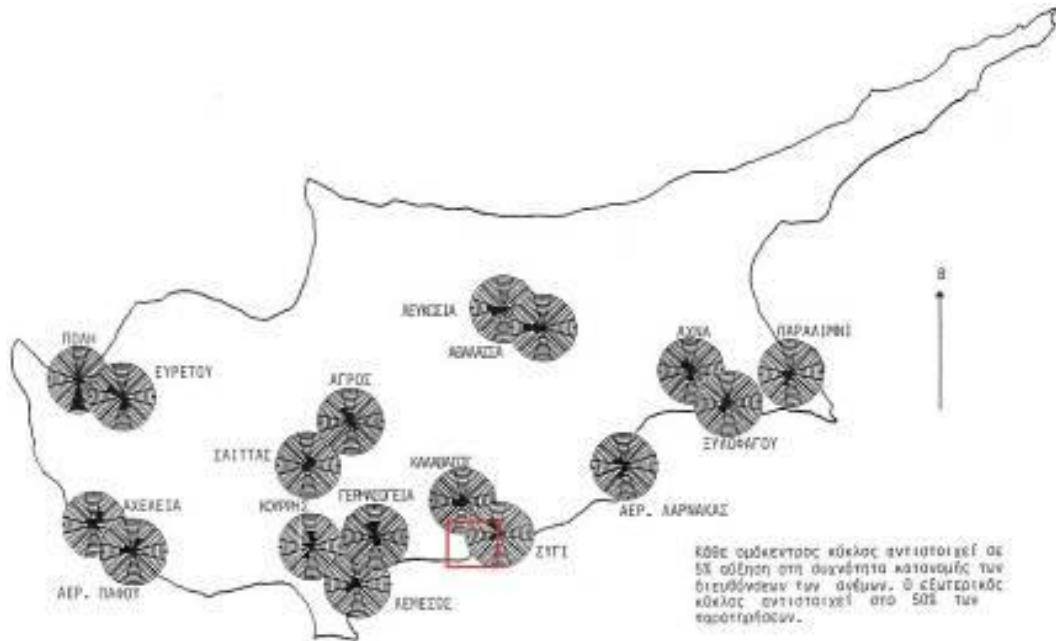 Β
ΛΕΥΚΩΣΙΑ
ΑΘΑΛΑΣΣΑ
ΠΟΛΗ
ΕΥΡΕΤΟΥ
ΑΧΝΑ
ΠΑΡΑΛΙΜΝΙ
ΑΓΡΟΣ
ΞΥΛΟΦΑΓΟΥ
ΣΑΙΤΤΑΣ
ΚΑΛΑΒΑΣΟΣ
ΓΕΡΜΑΣΟΓΕΙΑ
ΚΟΥΡΡΗΣ
ΑΧΕΛΕΙΑ
ΑΕΡ. ΛΑΡΝΑΚΑΣ
ΖΥΓΙ
ΑΕΡ. ΠΑΦΟΥ
ΛΕΜΕΣΟΣ
Κάθε ομόκεντρος κύκλος αντιστοιχεί σε
5% αύξηση στη συχνότητα κατανομής των
διευθύνσεων των ανέμων. Ο εξωτερικός
κύκλος αντιστοιχεί στο 50% των
παρατηρήσεων.